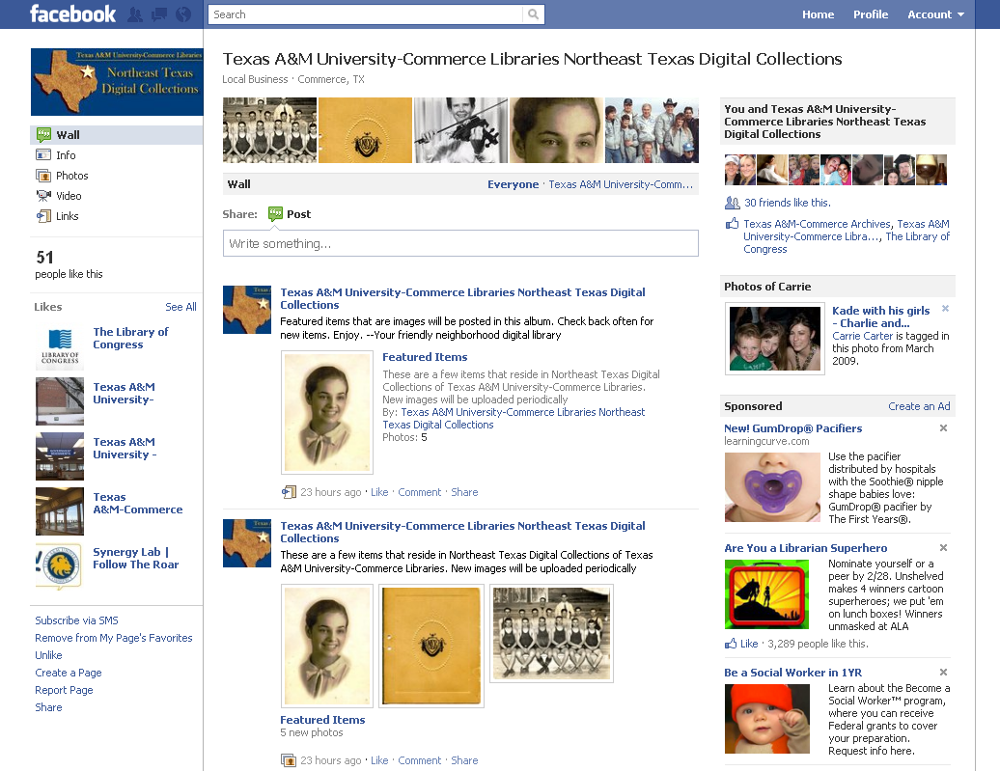 facebook
Search
Home Profile Account
Texas A&M University-Commerce Libraries
Northeast Texas
Digital Collections
Wall
Info
Photos
Video
Links
51
people like this
Likes See All
LIBRARY OF
CONGRESS
The Library of
Congress
Texas A&M
University-
Texas A&M
University -
Texas
A&M-Commerce
Synergy Lab |
Follow The Roar
Subscribe via SMS
Remove from My Page's Favorites
Unlike
Create a Page
Report Page
Share
Texas A&M University-Commerce Libraries Northeast Texas Digital Collections
Local Business · Commerce, TX
Wall Everyone · Texas A&M University-Comm...
Share: Post
Write something...
Texas A&M University-Commerce Libraries Northeast Texas Digital
Collections
Featured items that are images will be posted in this album. Check back often for
new items. Enjoy. --Your friendly neighborhood digital library
Featured Items
These are a few items that reside in Northeast Texas Digital
Collections of Texas A&M University-Commerce Libraries.
New images will be uploaded periodically
By: Texas A&M University-Commerce Libraries Northeast
Texas Digital Collections
Photos: 5
23 hours ago · Like · Comment · Share
Texas A&M University-Commerce Libraries Northeast Texas Digital
Collections
These are a few items that reside in Northeast Texas Digital Collections of Texas
A&M University-Commerce Libraries. New images will be uploaded periodically
Featured Items
5 new photos
23 hours ago · Like · Comment · Share
You and Texas A&M University-
Commerce Libraries Northeast Texas
Digital Collections
30 friends like this.
Texas A&M-Commerce Archives, Texas A&M
University-Commerce Libra..., The Library of
Congress
Photos of Carrie
Kade with his girls
- Charlie and...
Carrie Carter is tagged in
this photo from March
2009.
Sponsored Create an Ad
New! GumDrop® Pacifiers
learningcurve.com
Use the pacifier
distributed by hospitals
with the Soothie® nipple
shape babies love:
GumDrop® pacifier by
The First Years®.
Are You a Librarian Superhero
Nominate yourself or a
peer by 2/28. Unshelved
makes 4 winners cartoon
superheroes; we put 'em
on lunch boxes! Winners
unmasked at ALA
Like · 3,289 people like this.
Be a Social Worker in 1YR
Learn about the Become a
Social Worker™ program,
where you can receive
Federal grants to cover
your preparation.
Request info here.